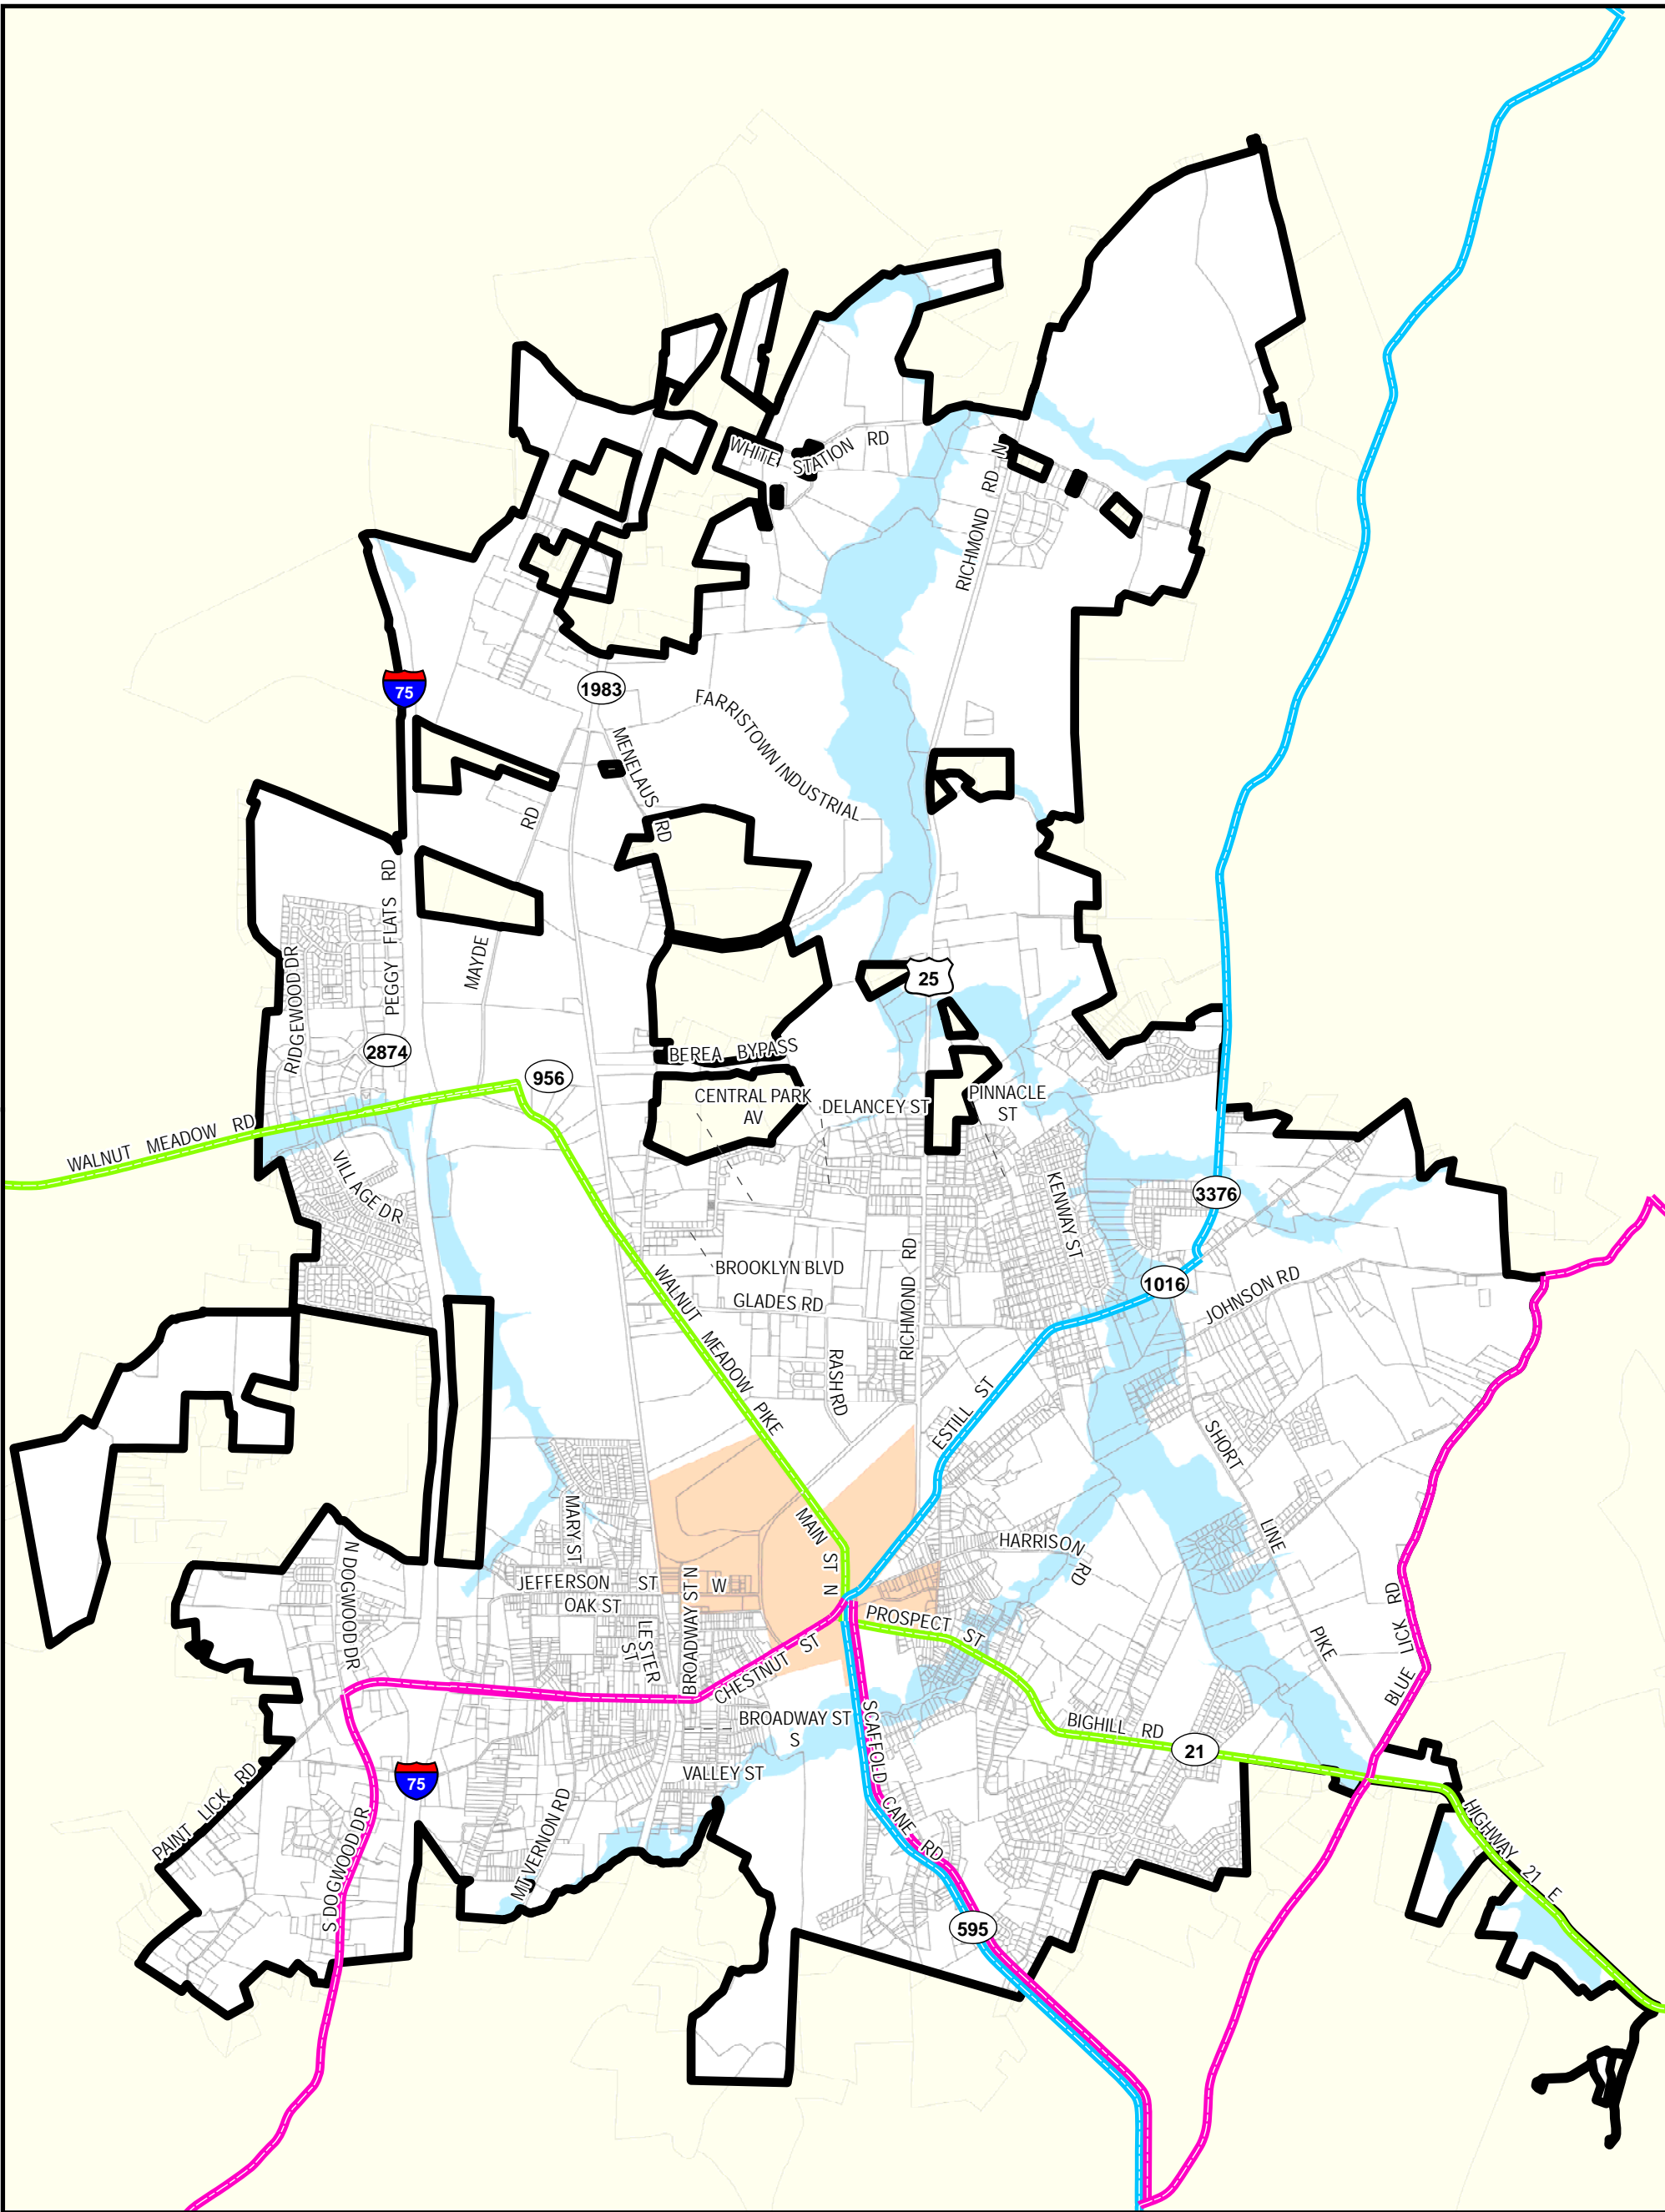 WHITE STATION RD
RICHMOND RD N
75
1983
FARRISTOWN INDUSTRIAL
MENELAUS RD
MAYDE RD
PEGGY FLATS RD
RIDGEWOOD DR
25
2874
956
BEREA BYPASS
CENTRAL PARK
AV
DELANCEY ST
PINNACLE
ST
WALNUT MEADOW RD
VILLAGE DR
KENWAY ST
3376
BROOKLYN BLVD
GLADES RD
RICHMOND RD
1016
JOHNSON RD
WALNUT MEADOW PIKE
RASH RD
ESTILL ST
SHORT LINE PIKE
MAIN ST N
MARY ST
HARRISON RD
N DOGWOOD DR
JEFFERSON ST
W
OAK ST
LESTER
ST
BROADWAY ST N
CHESTNUT ST
PROSPECT ST
BLUE LICK RD
BROADWAY ST
S
SCAFFOLD CANE RD
BIGHILL RD
21
VALLEY ST
75
PAINT LICK RD
S DOGWOOD DR
MT VERNON RD
HIGHWAY 21 E
595